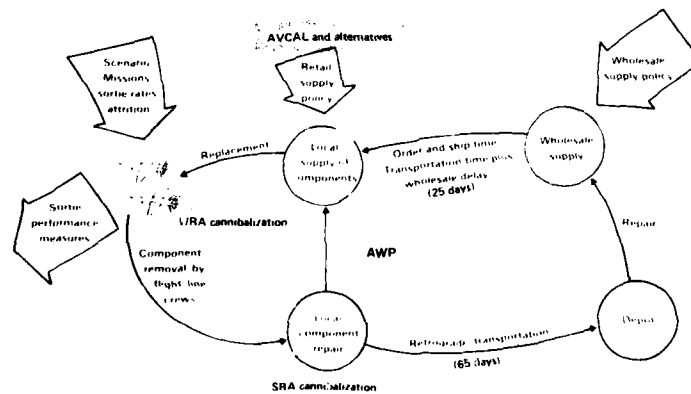 AVCAL and alternatives
Scenario
Missions
sortie rates
attrition
Retail
supply
policy
Wholesale
supply policy
Replacement
Local
supply of
components
Order and ship time
Transportation time plus
wholesale delay
(25 days)
Wholesale
supply
Sortie
performance
measures
WRA cannibalization
Component
removal by
flight line
crews
AWP
Repair
Local
component
repair
Retrograde transportation
(65 days)
Depot
SRA cannibalization